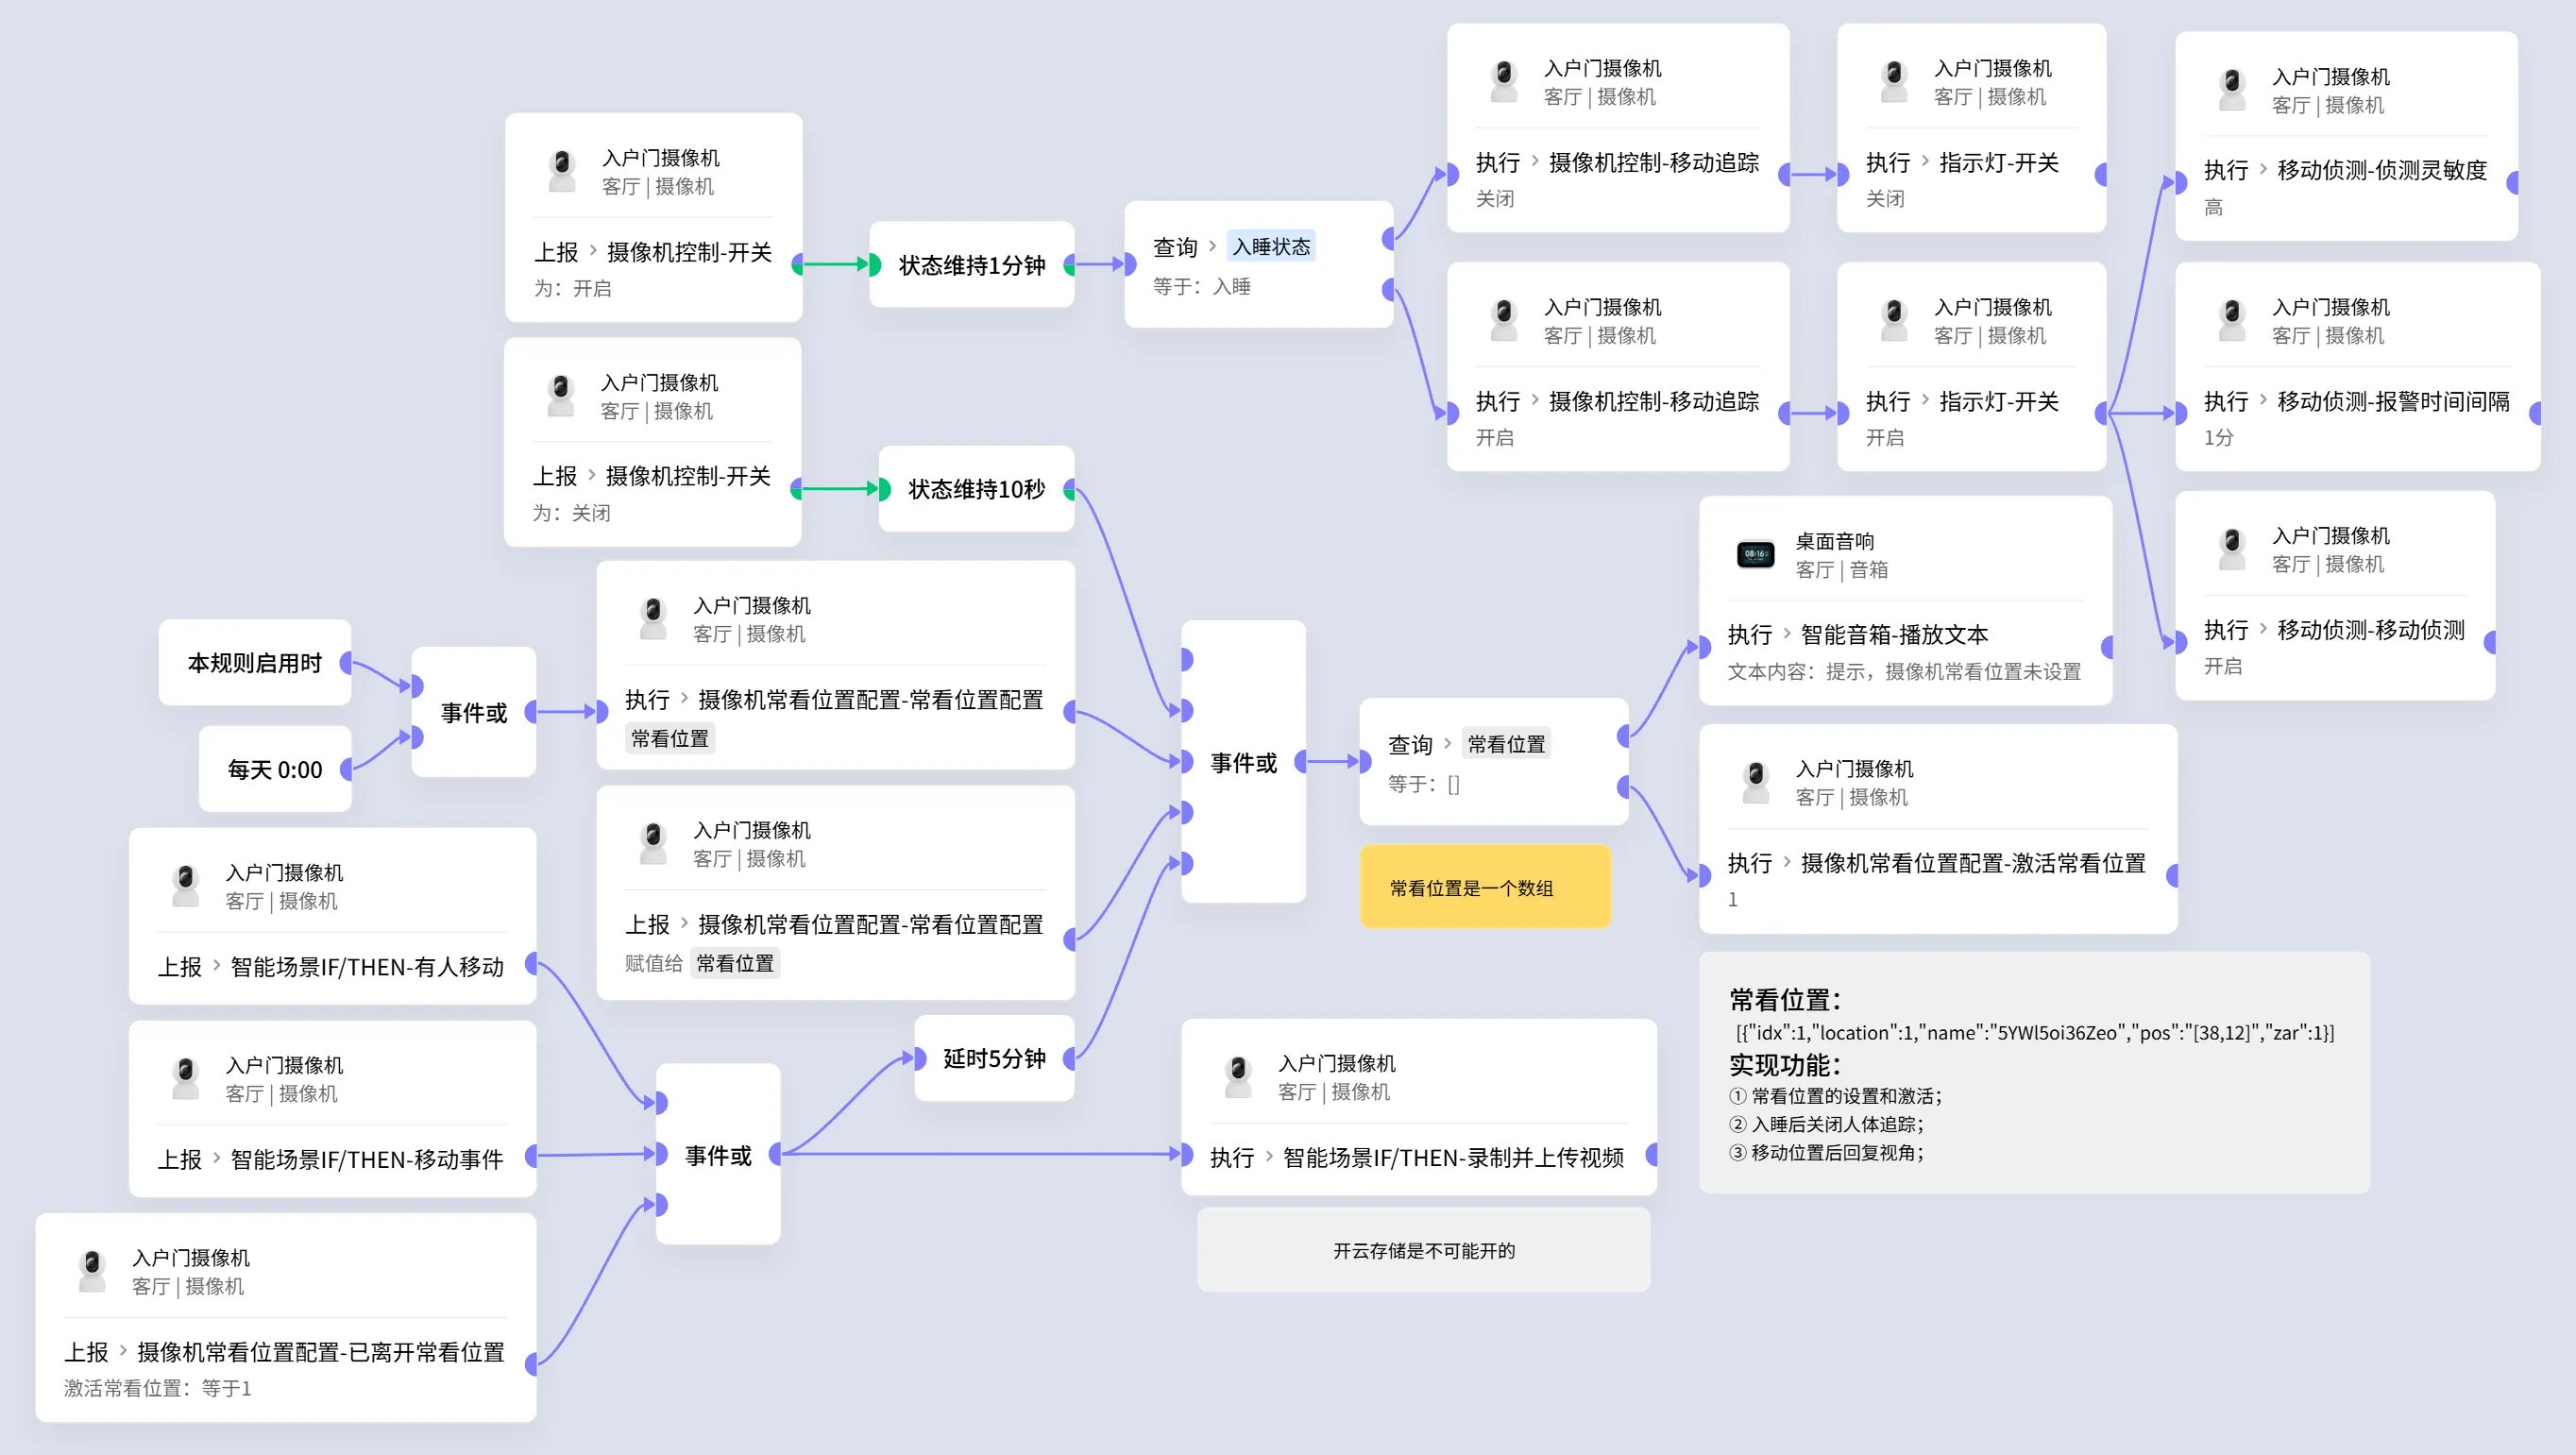 入户门摄像机
客厅 | 摄像机
执行 › 摄像机控制-移动追踪
关闭
入户门摄像机
客厅 | 摄像机
执行 › 指示灯-开关
关闭
入户门摄像机
客厅 | 摄像机
执行 › 移动侦测-侦测灵敏度
高
入户门摄像机
客厅 | 摄像机
上报 › 摄像机控制-开关
为：开启
状态维持1分钟
查询 › 入睡状态
等于：入睡
入户门摄像机
客厅 | 摄像机
执行 › 摄像机控制-移动追踪
开启
入户门摄像机
客厅 | 摄像机
执行 › 指示灯-开关
开启
入户门摄像机
客厅 | 摄像机
执行 › 移动侦测-报警时间间隔
1分
入户门摄像机
客厅 | 摄像机
上报 › 摄像机控制-开关
为：关闭
状态维持10秒
桌面音响
客厅 | 音箱
执行 › 智能音箱-播放文本
文本内容：提示，摄像机常看位置未设置
08:16
入户门摄像机
客厅 | 摄像机
执行 › 移动侦测-移动侦测
开启
本规则启用时
每天 0:00
事件或
入户门摄像机
客厅 | 摄像机
执行 › 摄像机常看位置配置-常看位置配置
常看位置
事件或
查询 › 常看位置
等于：[]
常看位置是一个数组
入户门摄像机
客厅 | 摄像机
执行 › 摄像机常看位置配置-激活常看位置
1
入户门摄像机
客厅 | 摄像机
上报 › 摄像机常看位置配置-常看位置配置
赋值给 常看位置
入户门摄像机
客厅 | 摄像机
上报 › 智能场景IF/THEN-有人移动
入户门摄像机
客厅 | 摄像机
上报 › 智能场景IF/THEN-移动事件
入户门摄像机
客厅 | 摄像机
上报 › 摄像机常看位置配置-已离开常看位置
激活常看位置：等于1
事件或
延时5分钟
入户门摄像机
客厅 | 摄像机
执行 › 智能场景IF/THEN-录制并上传视频
开云存储是不可能开的
常看位置：
[{"idx":1,"location":1,"name":"5YWl5oi36Zeo","pos":"[38,12]","zar":1}]
实现功能：
① 常看位置的设置和激活；
② 入睡后关闭人体追踪；
③ 移动位置后回复视角；